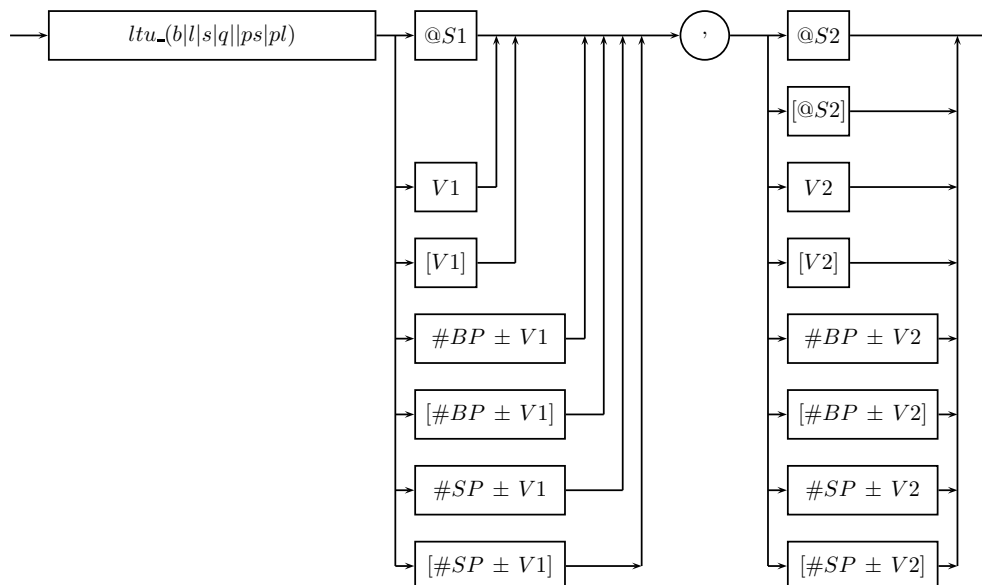 ltu_(b|l|s|q||ps|pl) @S1 , @S2
[@S2]
V1 V2
[V1] [V2]
#BP ± V1 #BP ± V2
[#BP ± V1] [#BP ± V2]
#SP ± V1 #SP ± V2
[#SP ± V1] [#SP ± V2]